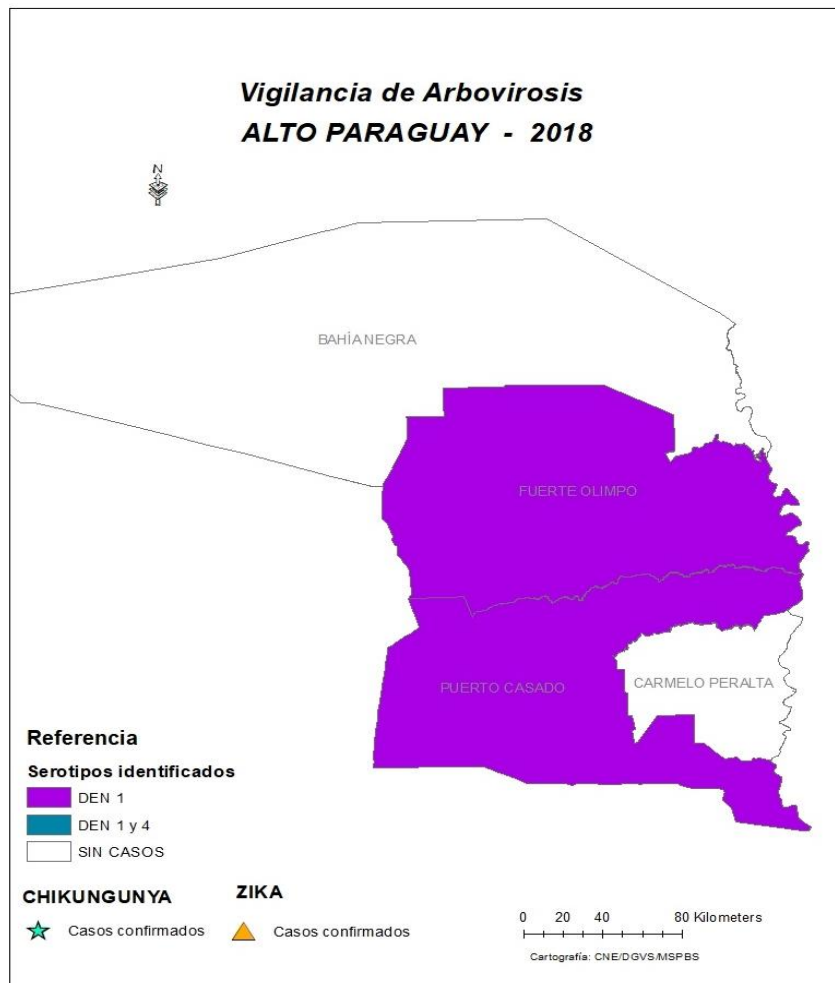 Vigilancia de Arbovirosis
ALTO PARAGUAY - 2018
N
BAHÍA NEGRA
FUERTE OLIMPO
PUERTO CASADO
CARMELO PERALTA
Referencia
Serotipos identificados
DEN 1
DEN 1 y 4
SIN CASOS
CHIKUNGUNYA
Casos confirmados
ZIKA
Casos confirmados
0 20 40 80 Kilometers
Cartografía: CNE/DGVS/MSPBS